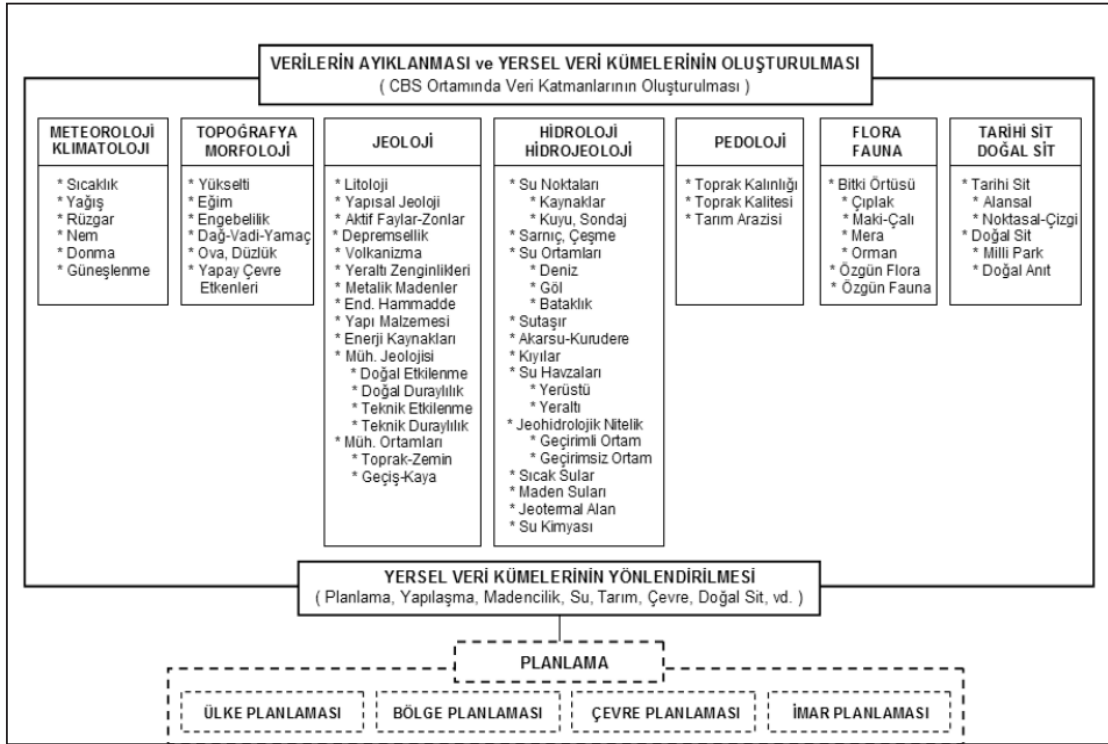 VERİLERİN AYIKLANMASI ve YERSEL VERİ KÜMELERİNİN OLUŞTURULMASI
( CBS Ortamında Veri Katmanlarının Oluşturulması )
METEOROLOJİ
KLIMATOLOJI
* Sıcaklık
* Yağış
* Rüzgar
* Nem
* Donma
* Güneşlenme
TOPOĞRAFYA
MORFOLOJİ
* Yükselti
* Eğim
* Engebelilik
* Dağ-Vadi-Yamaç
* Ova, Düzlük
* Yapay Çevre
Etkenleri
JEOLOJİ
* Litoloji
* Yapısal Jeoloji
* Aktif Faylar-Zonlar
* Depremsellik
* Volkanizma
* Yeraltı Zenginlikleri
* Metalik Madenler
* End. Hammadde
* Yapı Malzemesi
* Enerji Kaynakları
* Müh. Jeolojisi
* Doğal Etkilenme
* Doğal Duraylılık
* Teknik Etkilenme
* Teknik Duraylılık
* Müh. Ortamları
* Toprak-Zemin
* Geçiş-Kaya
HİDROLOJİ
HİDROJEOLOJİ
* Su Noktaları
* Kaynaklar
* Kuyu, Sondaj
* Sarnıç, Çeşme
* Su Ortamları
* Deniz
* Göl
* Bataklık
* Sutaşır
* Akarsu-Kurudere
* Kıyılar
* Su Havzaları
* Yerüstü
* Yeraltı
* Jeohidrolojik Nitelik
* Geçirimli Ortam
* Geçirimsiz Ortam
* Sıcak Sular
* Maden Suları
* Jeotermal Alan
* Su Kimyası
PEDOLOJİ
* Toprak Kalınlığı
* Toprak Kalitesi
* Tarım Arazisi
FLORA
FAUNA
* Bitki Örtüsü
* Çıplak
* Maki-Çalı
* Mera
* Orman
* Özgün Flora
* Özgün Fauna
TARİHİ SİT
DOĞAL SİT
* Tarihi Sit
* Alansal
* Noktasal-Çizgi
* Doğal Sit
* Milli Park
* Doğal Anıt
YERSEL VERİ KÜMELERİNİN YÖNLENDİRİLMESİ
( Planlama, Yapılaşma, Madencilik, Su, Tarım, Çevre, Doğal Sit, vd. )
PLANLAMA
ÜLKE PLANLAMASI
BÖLGE PLANLAMASI
ÇEVRE PLANLAMASI
İMAR PLANLAMASI